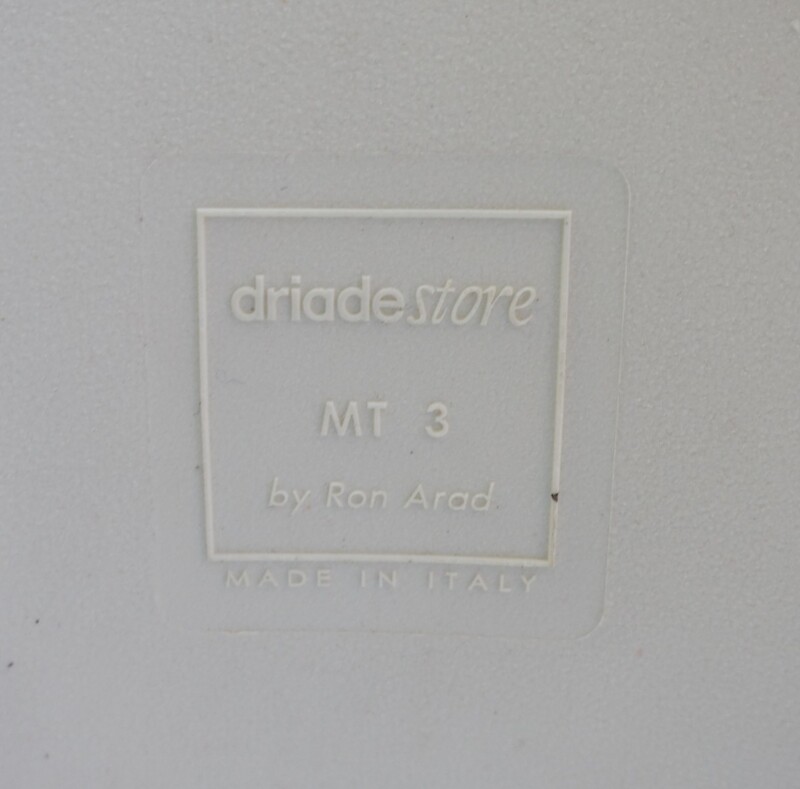 driadestore
MT 3
by Ron Arad
MADE IN ITALY